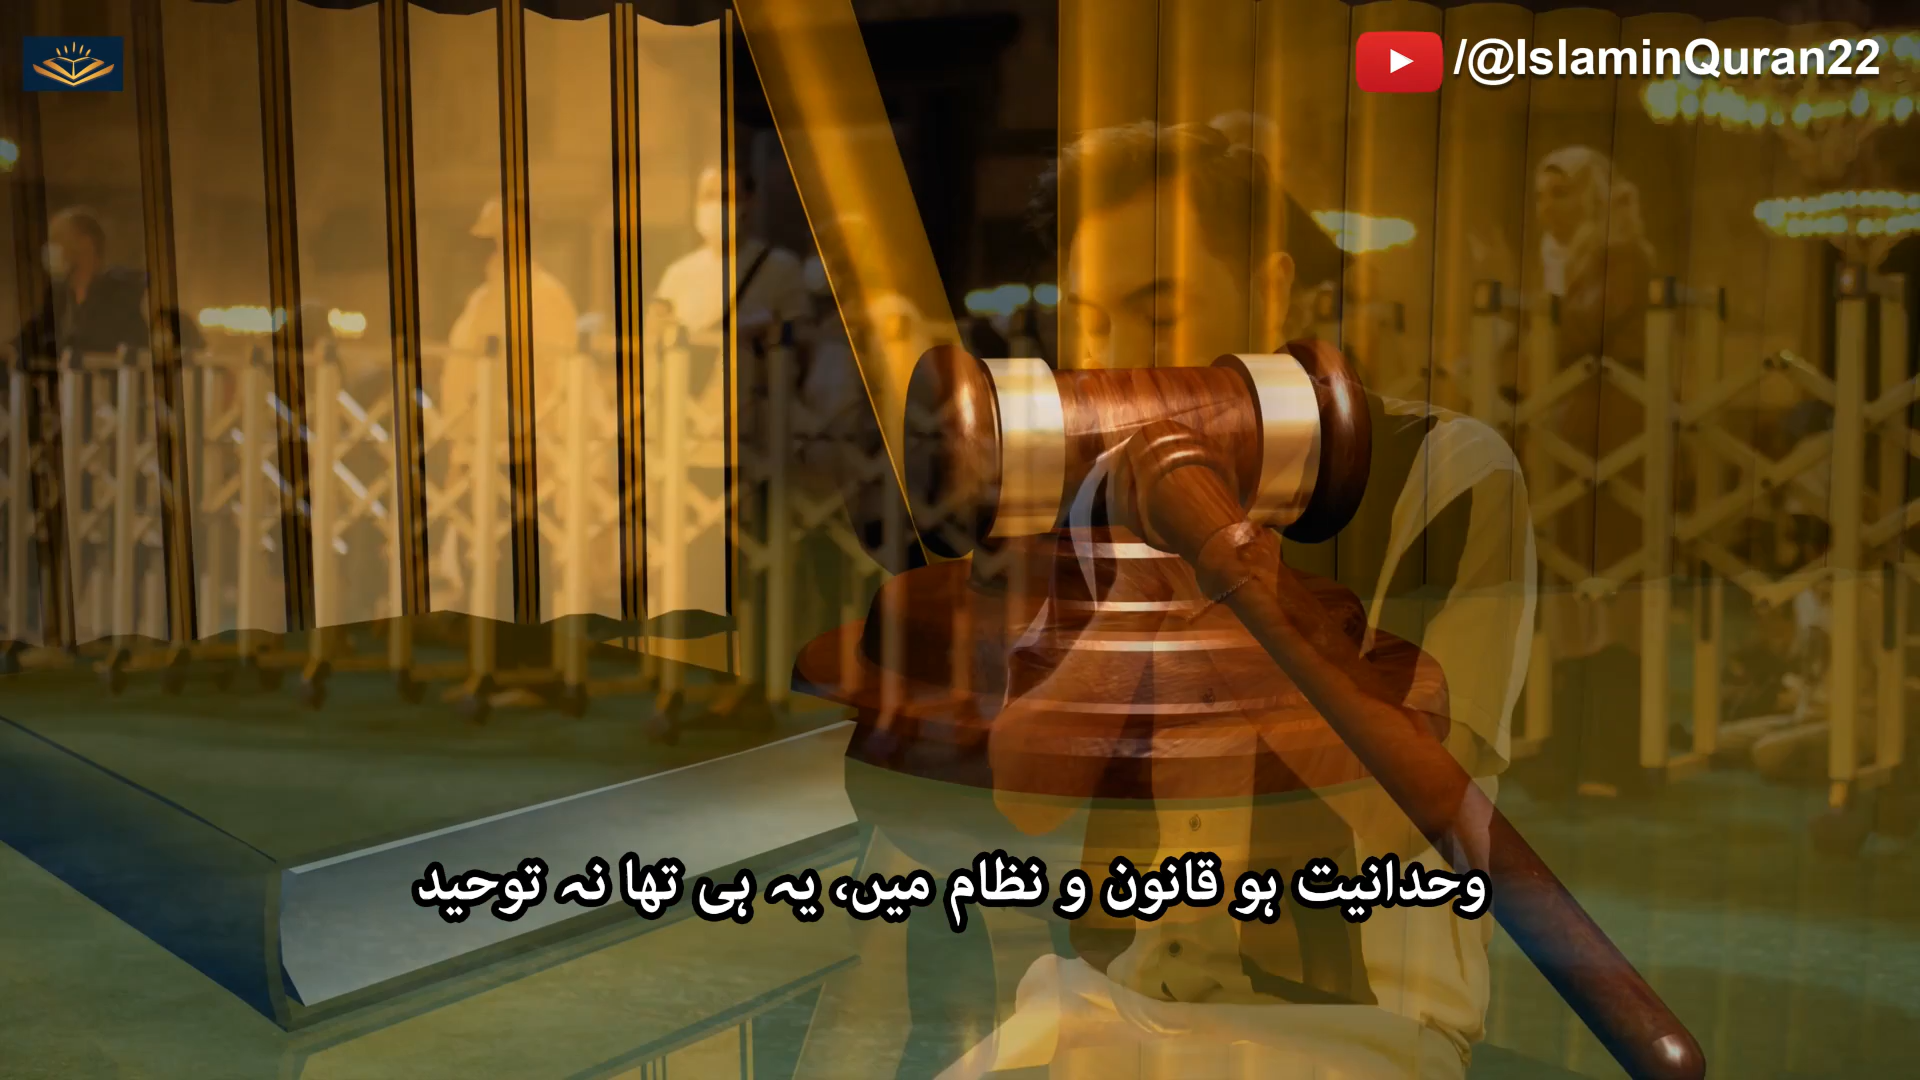 /@IslaminQuran22
وحدانیت ہو قانون و نظام میں، یہ ہی تھا نہ توحید